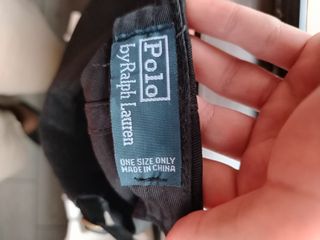 Polo
by Ralph Lauren
ONE SIZE ONLY
MADE IN CHINA